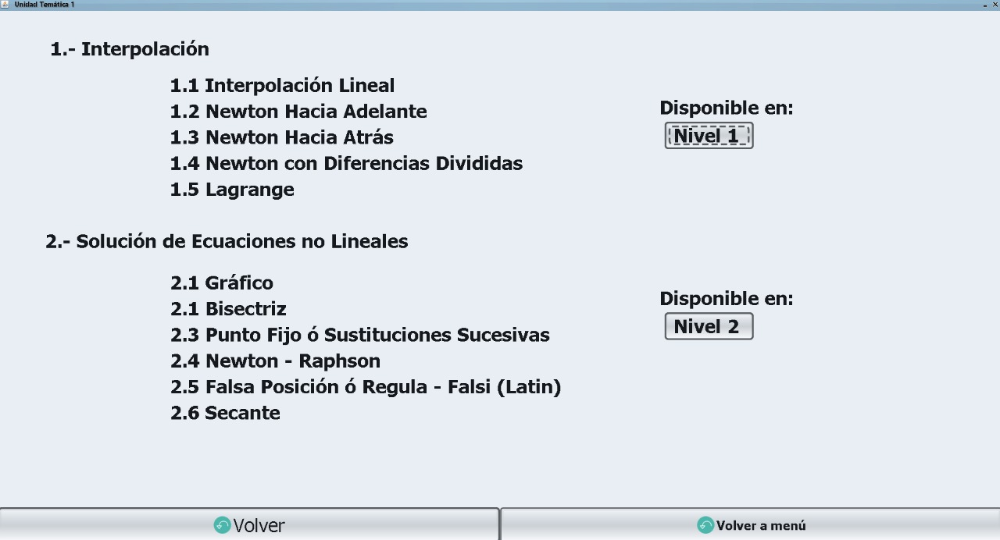 Unidad Temática 1
1.- Interpolación
1.1 Interpolación Lineal
1.2 Newton Hacia Adelante
1.3 Newton Hacia Atrás
1.4 Newton con Diferencias Divididas
1.5 Lagrange
Disponible en:
Nivel 1
2.- Solución de Ecuaciones no Lineales
2.1 Gráfico
2.1 Bisectriz
2.3 Punto Fijo ó Sustituciones Sucesivas
2.4 Newton - Raphson
2.5 Falsa Posición ó Regula - Falsi (Latin)
2.6 Secante
Disponible en:
Nivel 2
Volver
Volver a menú